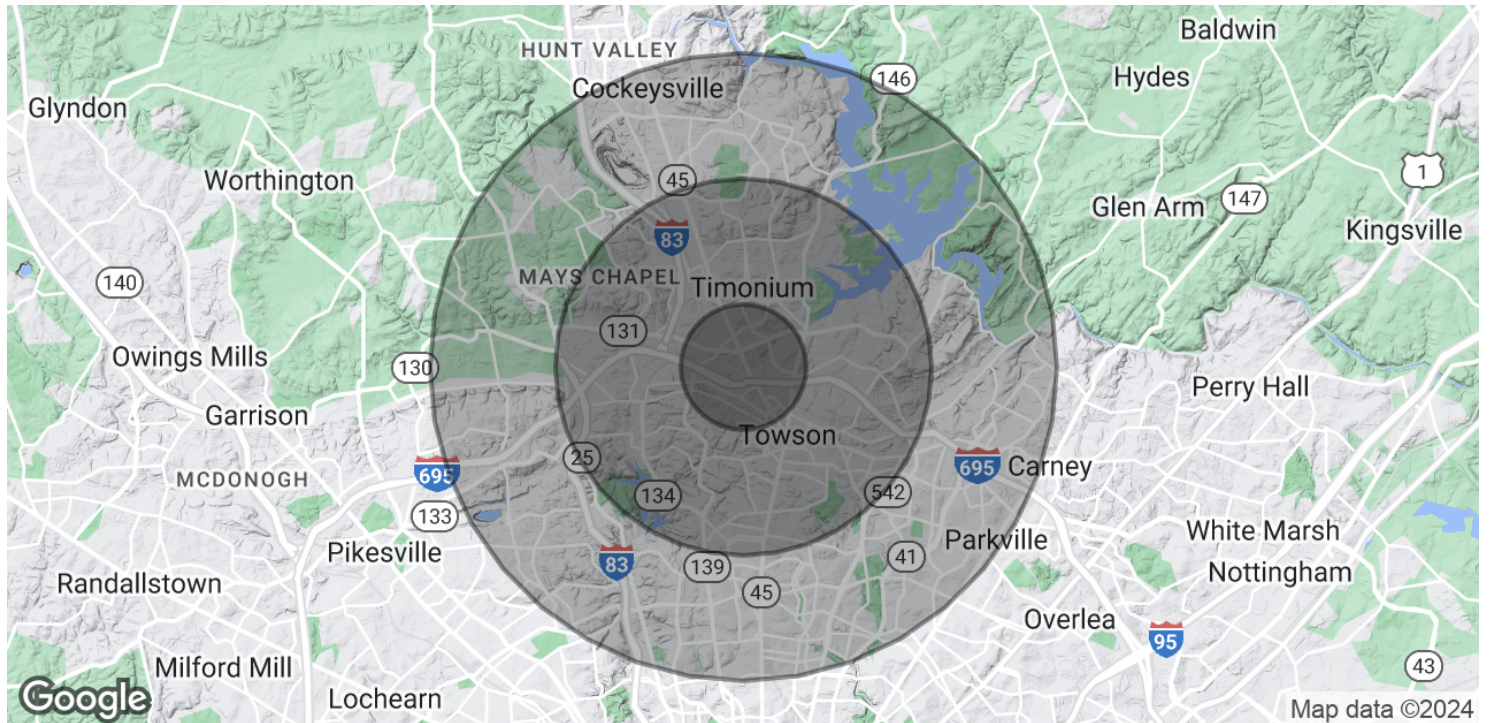 Baldwin
HUNT VALLEY
146
Hydes
Cockeysville
Glyndon
1
Worthington
45
147
Glen Arm
83
Kingsville
MAYS CHAPEL
140
Timonium
131
Owings Mills
130
Perry Hall
Garrison
Towson
25
695
695
Carney
MCDONOGH
134
542
133
White Marsh
Pikesville
Parkville
41
83
139
Nottingham
Randallstown
45
Overlea
95
Milford Mill
43
Lochearn
Google
Map data ©2024